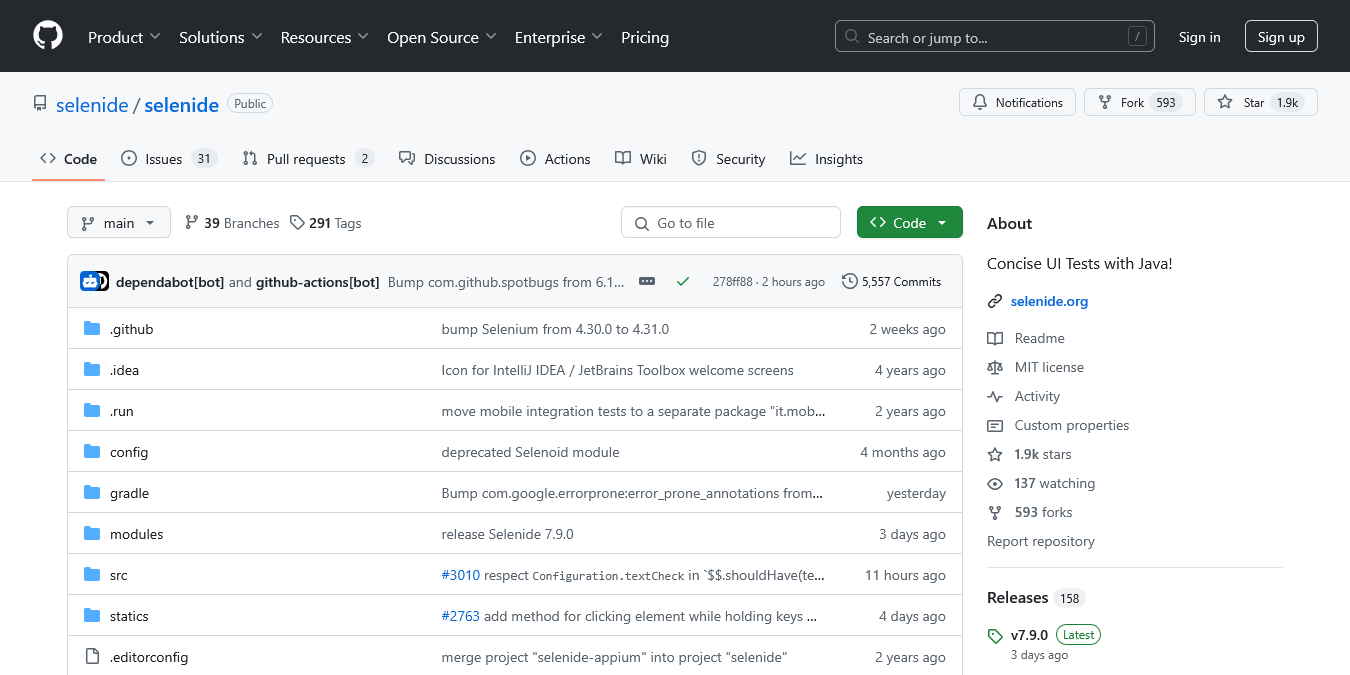 Product Solutions Resources Open Source Enterprise Pricing Search or jump to... / Sign in Sign up
selenide / selenide Public Notifications Fork 593 Star 1.9k
Code Issues 31 Pull requests 2 Discussions Actions Wiki Security Insights
main 39 Branches 291 Tags Go to file Code
dependabot[bot] and github-actions[bot] Bump com.github.spotbugs from 6.1... 278ff88 · 2 hours ago 5,557 Commits
.github bump Selenium from 4.30.0 to 4.31.0 2 weeks ago
.idea Icon for IntelliJ IDEA / JetBrains Toolbox welcome screens 4 years ago
.run move mobile integration tests to a separate package "it.mob... 2 years ago
config deprecated Selenoid module 4 months ago
gradle Bump com.google.errorprone:error_prone_annotations from... yesterday
modules release Selenide 7.9.0 3 days ago
src #3010 respect Configuration.textCheck in `$$.shouldHave(te... 11 hours ago
statics #2763 add method for clicking element while holding keys ... 4 days ago
.editorconfig merge project "selenide-appium" into project "selenide" 2 years ago
About
Concise UI Tests with Java!
selenide.org
Readme
MIT license
Activity
Custom properties
1.9k stars
137 watching
593 forks
Report repository
Releases 158
v7.9.0 Latest
3 days ago